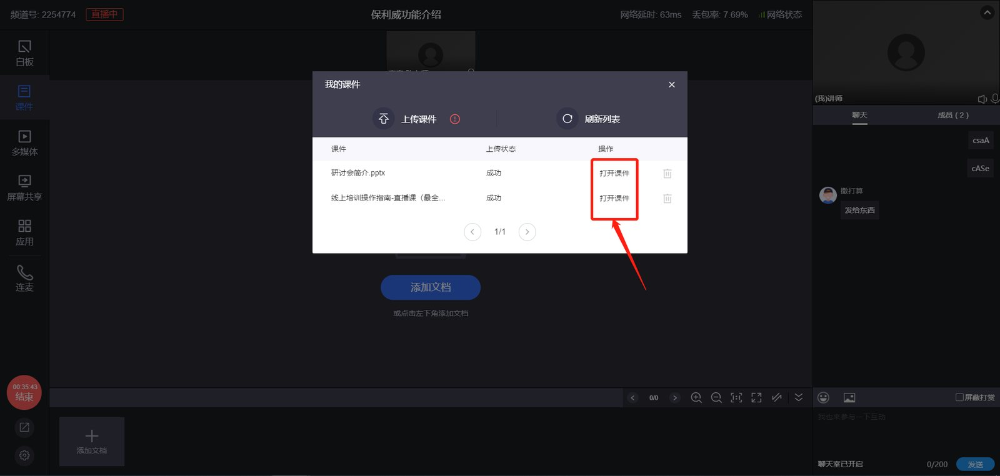 频道号: 2254774
直播中
保利威功能介绍
网络延时: 63ms
丢包率: 7.69%
网络状态
白板
课件
多媒体
屏幕共享
应用
连麦
00:35:43
结束
我的课件
上传课件
刷新列表
课件
上传状态
操作
研讨会简介.pptx
成功
打开课件
线上培训操作指南-直播课（最全...
成功
打开课件
1/1
添加文档
或点击左下角添加文档
0/0
添加文档
(我)讲师
聊天
成员 ( 2 )
csaA
cASe
撒打算
发给东西
屏蔽打赏
我也来参与一下互动
聊天室已开启
0/200
发送